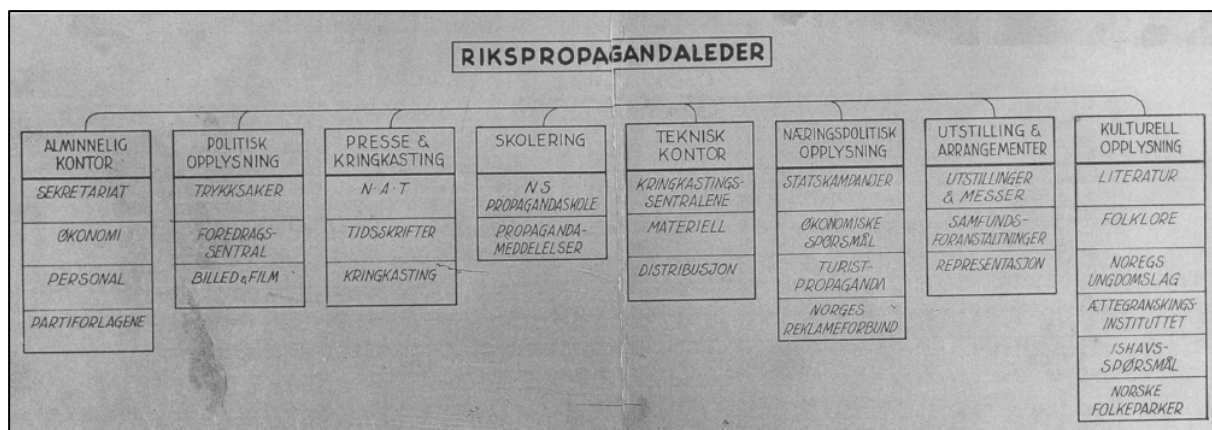 RIKSPROPAGANDALEDER
ALMINNELIG
KONTOR
SEKRETARIAT
ØKONOMI
PERSONAL
PARTIFORLAGENE
POLITISK
OPPLYSNING
TRYKKSAKER
FOREDRAGS-
SENTRAL
BILLED & FILM
PRESSE &
KRINGKASTING
N·A·T
TIDSSKRIFTER
KRINGKASTING
SKOLERING
NS
PROPAGANDASKOLE
PROPAGANDA-
MEDDELELSER
TEKNISK
KONTOR
KRINGKASTINGS-
SENTRALENE
MATERIELL
DISTRIBUSJON
NÆRINGSPOLITISK
OPPLYSNING
STATSKAMPANJER
ØKONOMISKE
SPØRSMÅL
TURIST-
PROPAGANDA
NORGES
REKLAMEFORBUND
UTSTILLING &
ARRANGEMENTER
UTSTILLINGER
& MESSER
SAMFUNDS-
FORANSTALTNINGER
REPRESENTASJON
KULTURELL
OPPLYSNING
LITERATUR
FOLKLORE
NOREGS
UNGDOMSLAG
ÆTTEGRANSKINGS-
INSTITUTTET
ISHAVS-
SPØRSMÅL
NORSKE
FOLKEPARKER